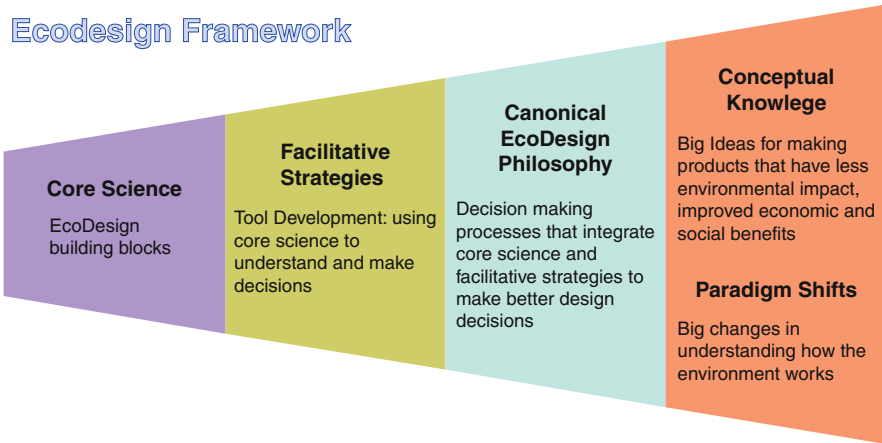 Ecodesign Framework
Core Science
EcoDesign
building blocks
Facilitative
Strategies
Tool Development: using
core science to
understand and make
decisions
Canonical
EcoDesign
Philosophy
Decision making
processes that integrate
core science and
facilitative strategies to
make better design
decisions
Conceptual
Knowlege
Big Ideas for making
products that have less
environmental impact,
improved economic and
social benefits
Paradigm Shifts
Big changes in
understanding how the
environment works